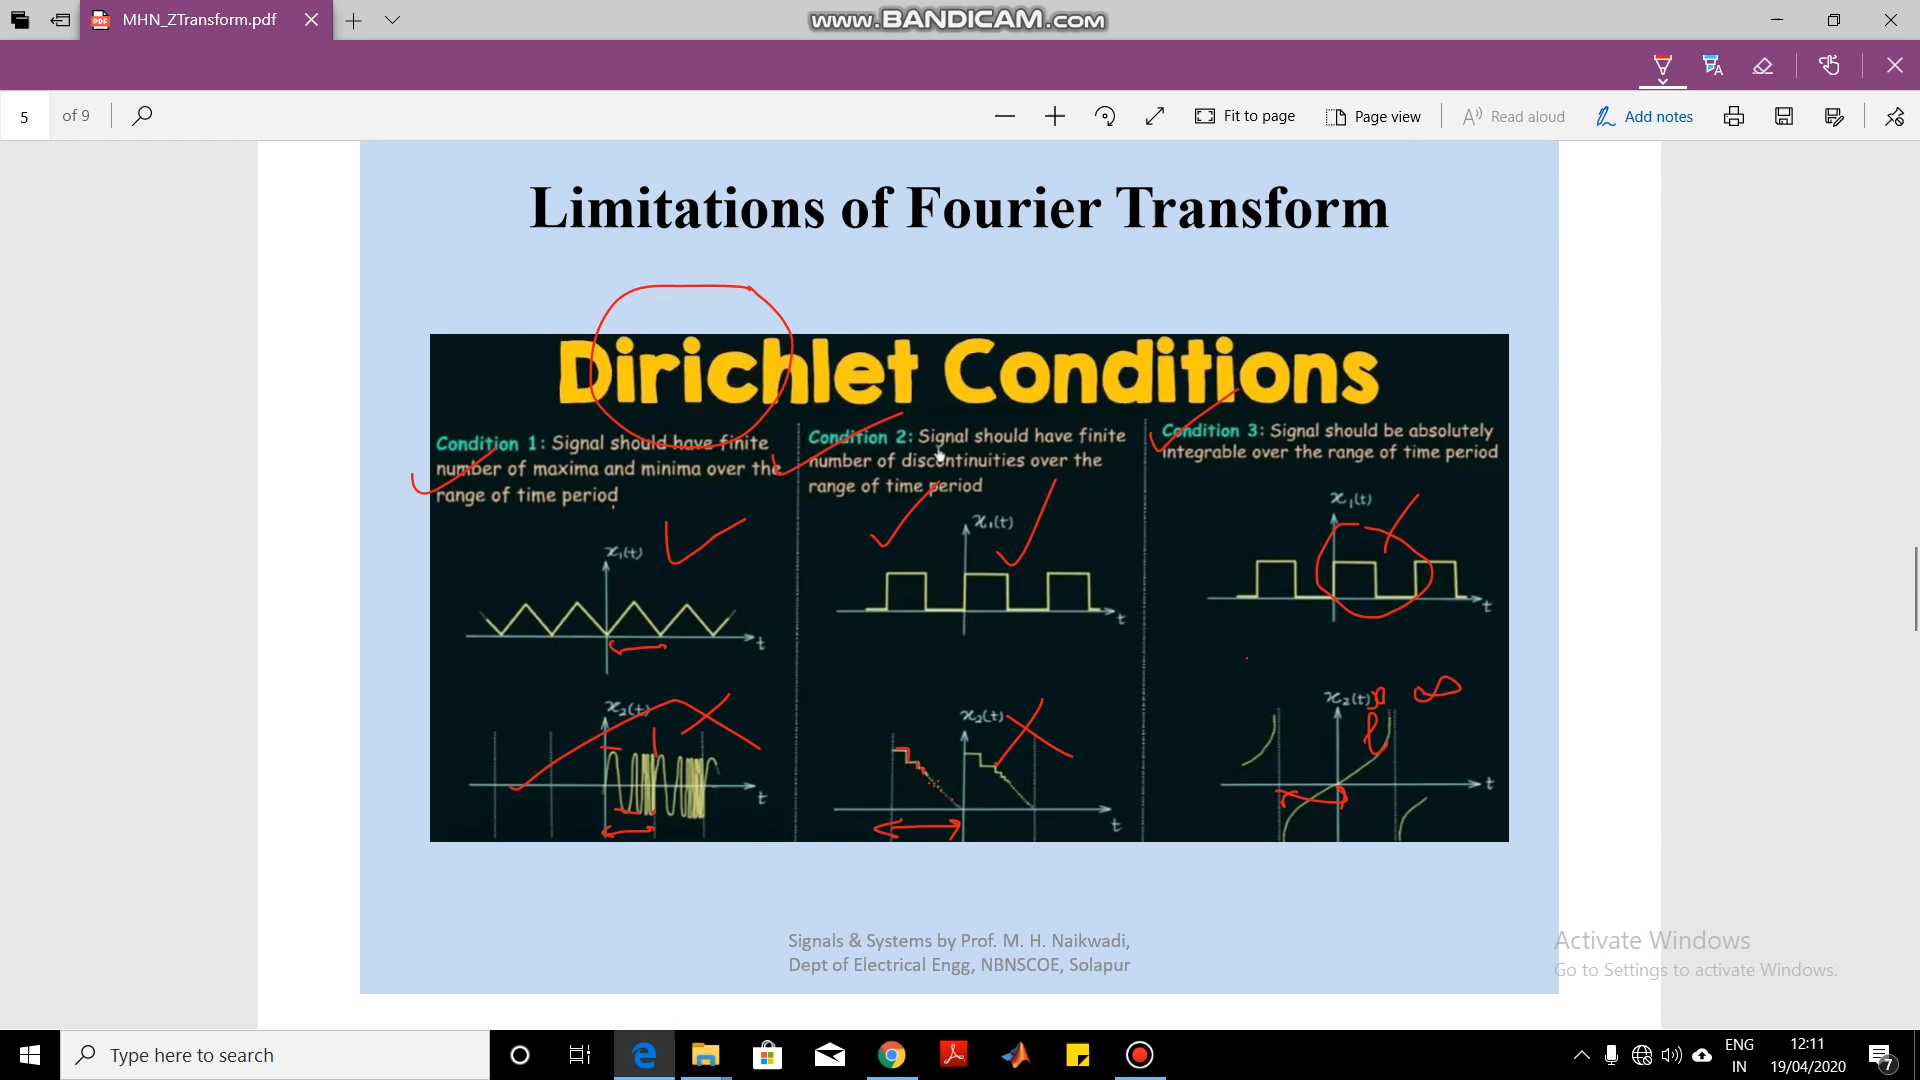 MHN_ZTransform.pdf
www.BANDICAM.com
5
of 9
Fit to page
Page view
Read aloud
Add notes
Limitations of Fourier Transform
Dirichlet Conditions
Condition 1: Signal should have finite
number of maxima and minima over the
range of time period
Condition 2: Signal should have finite
number of discontinuities over the
range of time period
Condition 3: Signal should be absolutely
integrable over the range of time period
x₁(t)
t
x₁(t)
t
x₁(t)
t
x₂(t)
t
x₂(t)
t
x₂(t)
∞
t
Signals & Systems by Prof. M. H. Naikwadi,
Dept of Electrical Engg, NBNSCOE, Solapur
Activate Windows
Go to Settings to activate Windows.
Type here to search
ENG
IN
12:11
19/04/2020
7